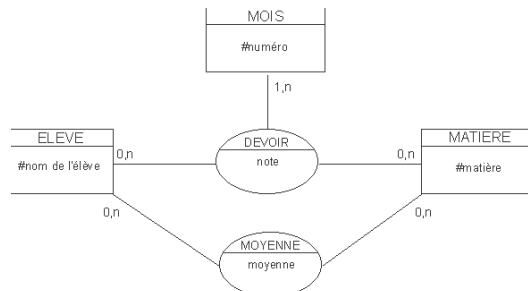 MOIS
#numéro
1,n
ELEVE
#nom de l'élève
0,n
DEVOIR
note
0,n
MATIERE
#matière
0,n
0,n
MOYENNE
moyenne